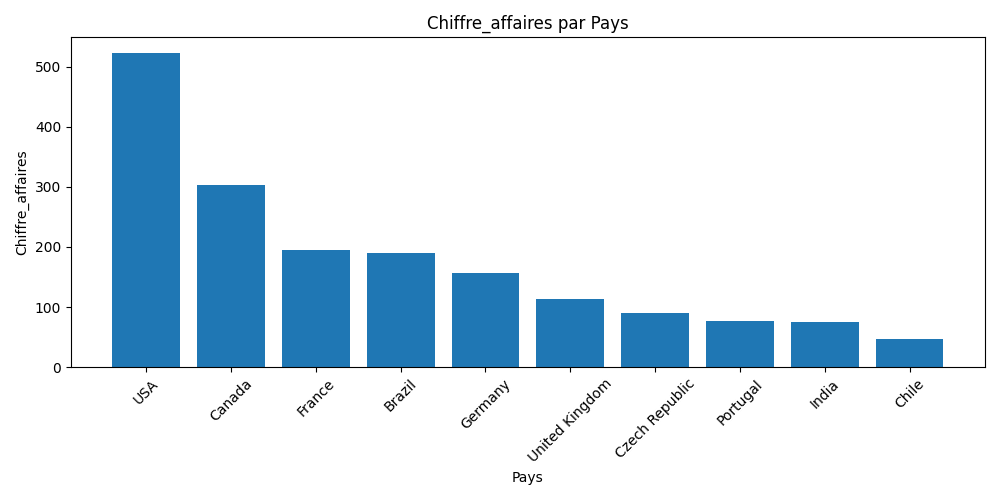 Chiffre_affaires par Pays
Chiffre_affaires
500
400
300
200
100
0
USA
Canada
France
Brazil
Germany
United Kingdom
Czech Republic
Portugal
India
Chile
Pays